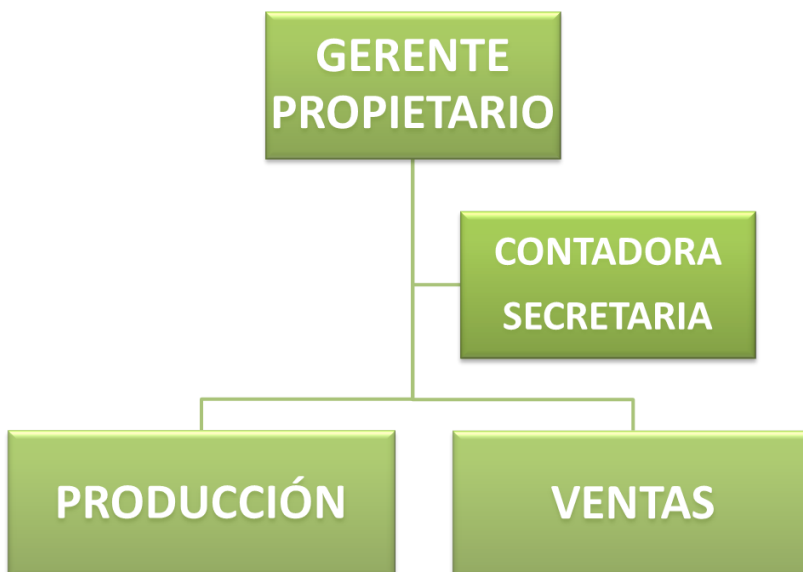 GERENTE
PROPIETARIO
CONTADORA
SECRETARIA
PRODUCCIÓN
VENTAS